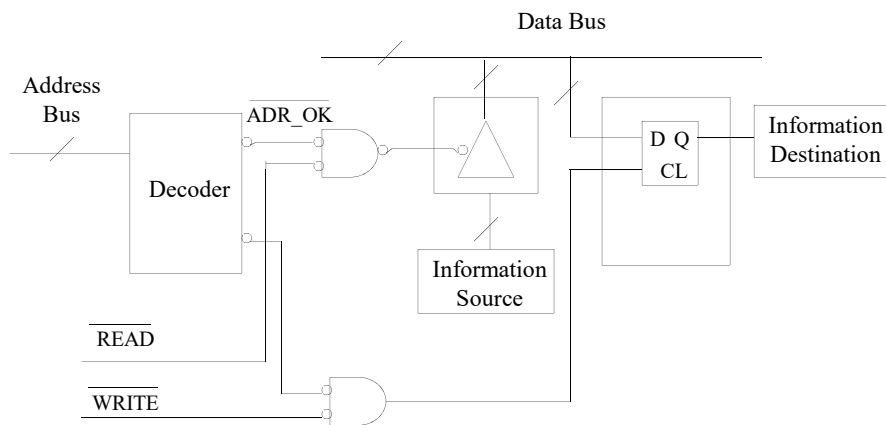 Data Bus
Address
Bus
ADR_OK
Decoder
D Q
CL
Information
Destination
Information
Source
READ
WRITE